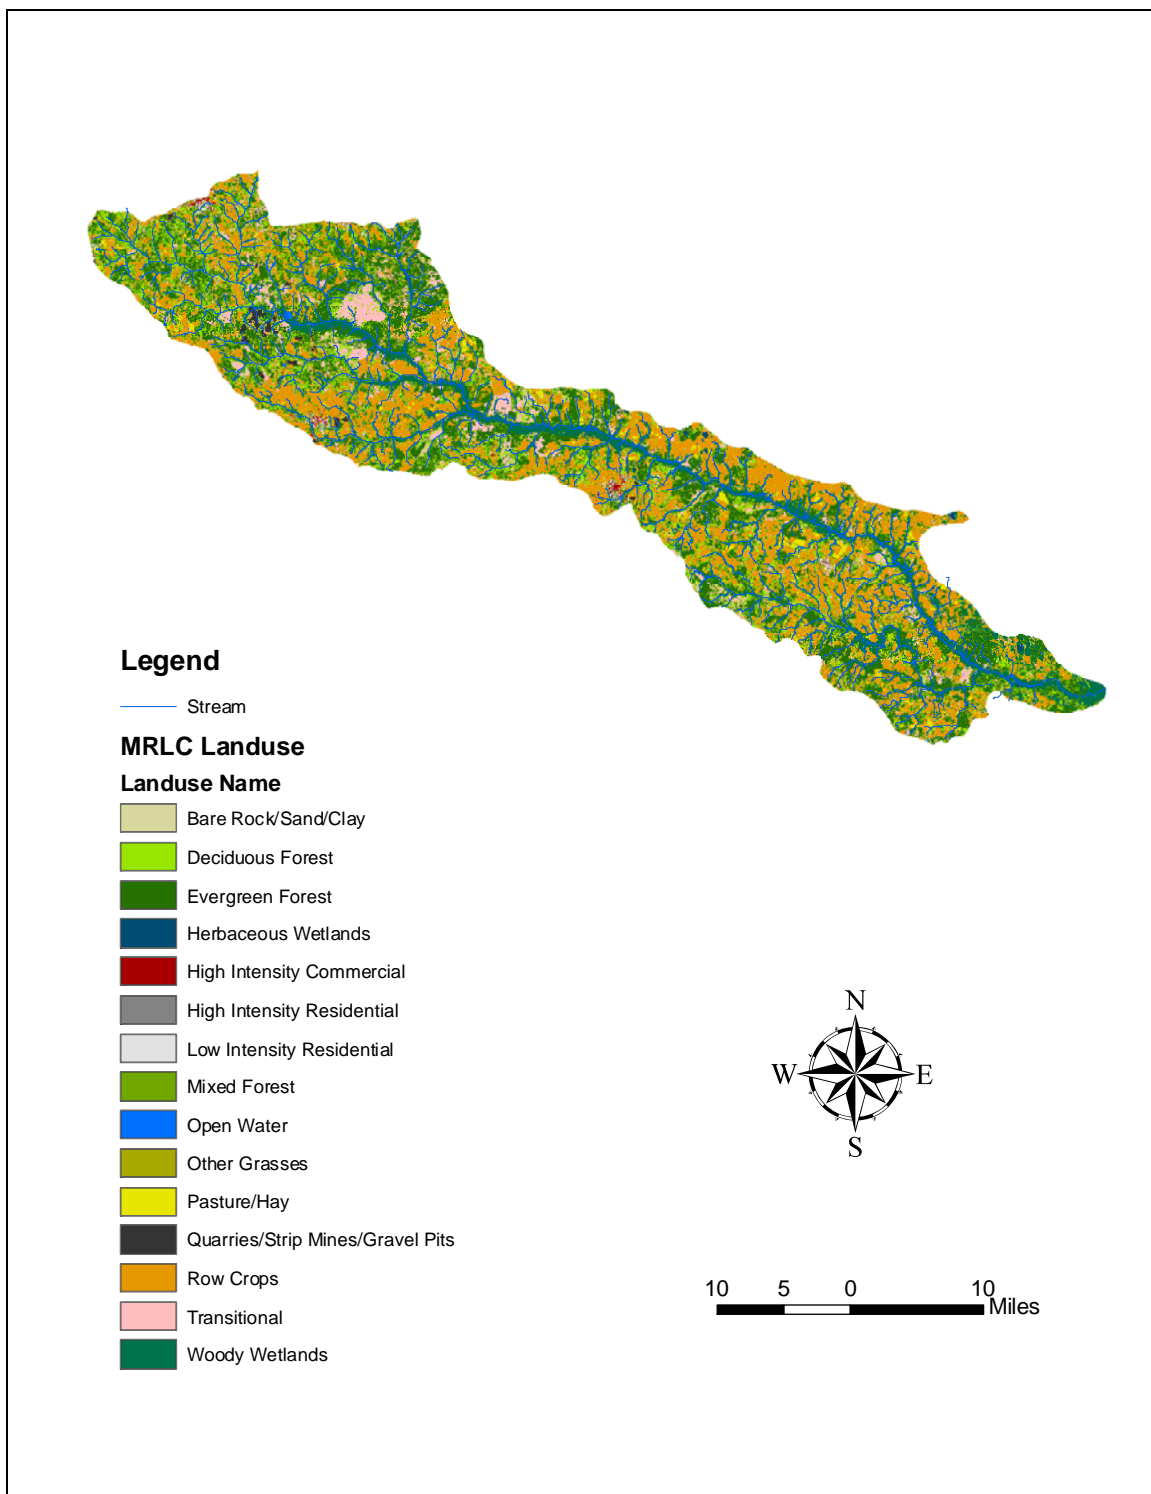 Legend
Stream
MRLC Landuse
Landuse Name
Bare Rock/Sand/Clay
Deciduous Forest
Evergreen Forest
Herbaceous Wetlands
High Intensity Commercial
High Intensity Residential
Low Intensity Residential
Mixed Forest
Open Water
Other Grasses
Pasture/Hay
Quarries/Strip Mines/Gravel Pits
Row Crops
Transitional
Woody Wetlands
N
W E
S
10 5 0 10
Miles